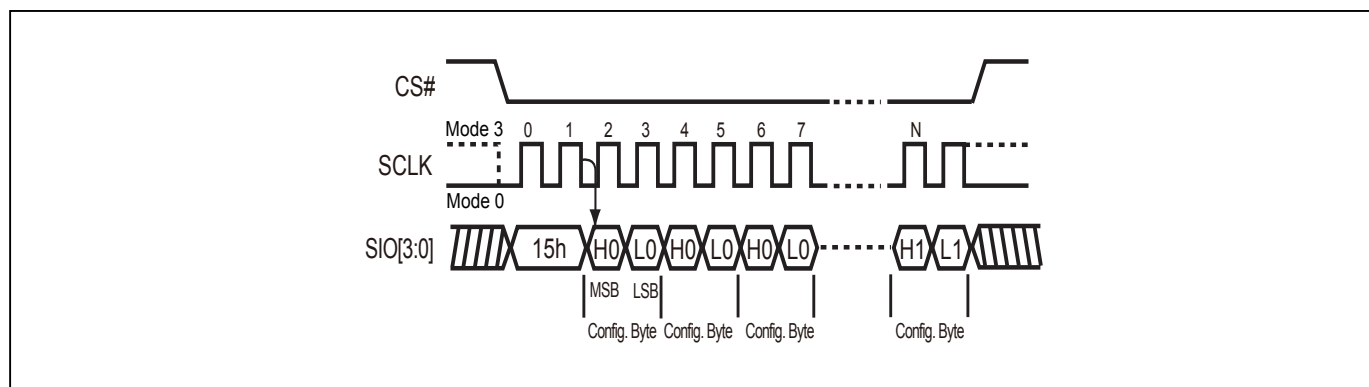 CS#
Mode 3 0 1 2 3 4 5 6 7 N
SCLK
Mode 0
SIO[3:0] 15h H0 L0 H0 L0 H0 L0 H1 L1
MSB LSB
Config. Byte Config. Byte Config. Byte Config. Byte